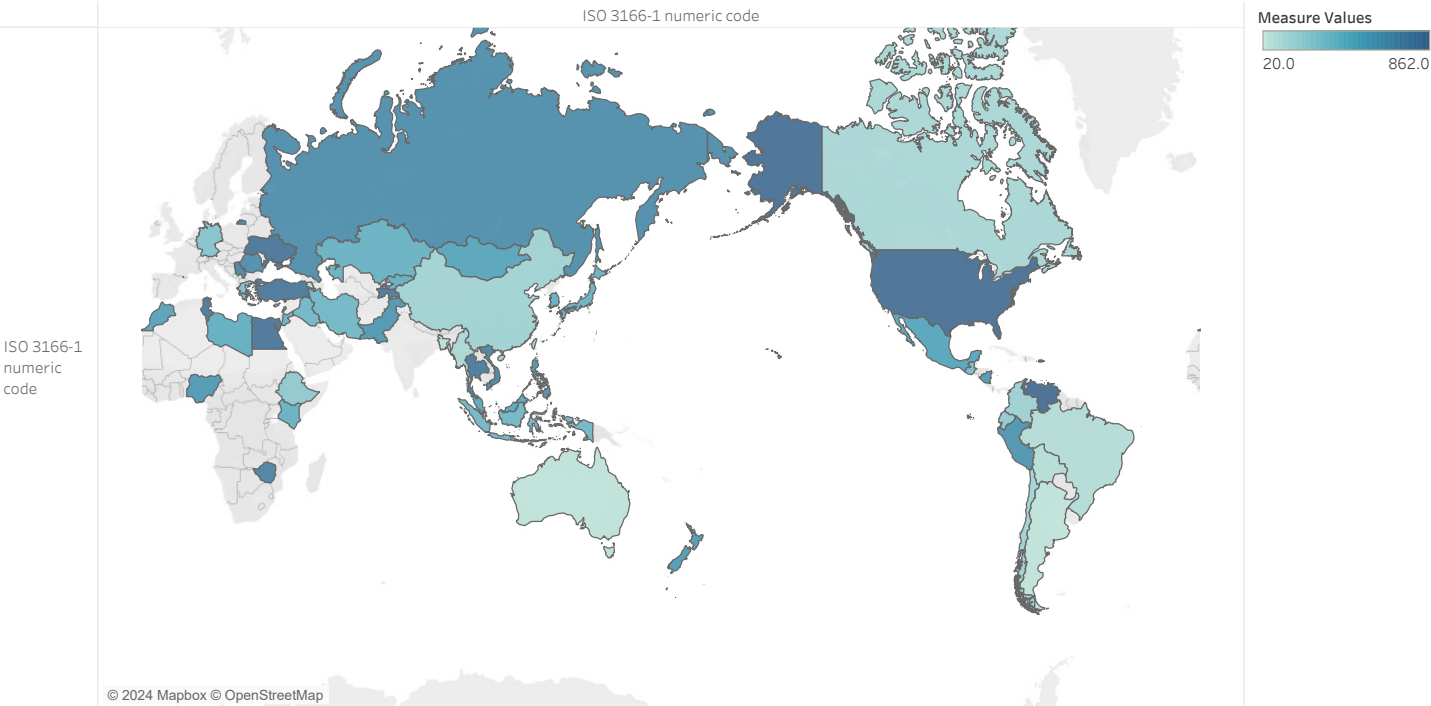 ISO 3166-1 numeric code
Measure Values
20.0 862.0
ISO 3166-1
numeric
code
© 2024 Mapbox © OpenStreetMap